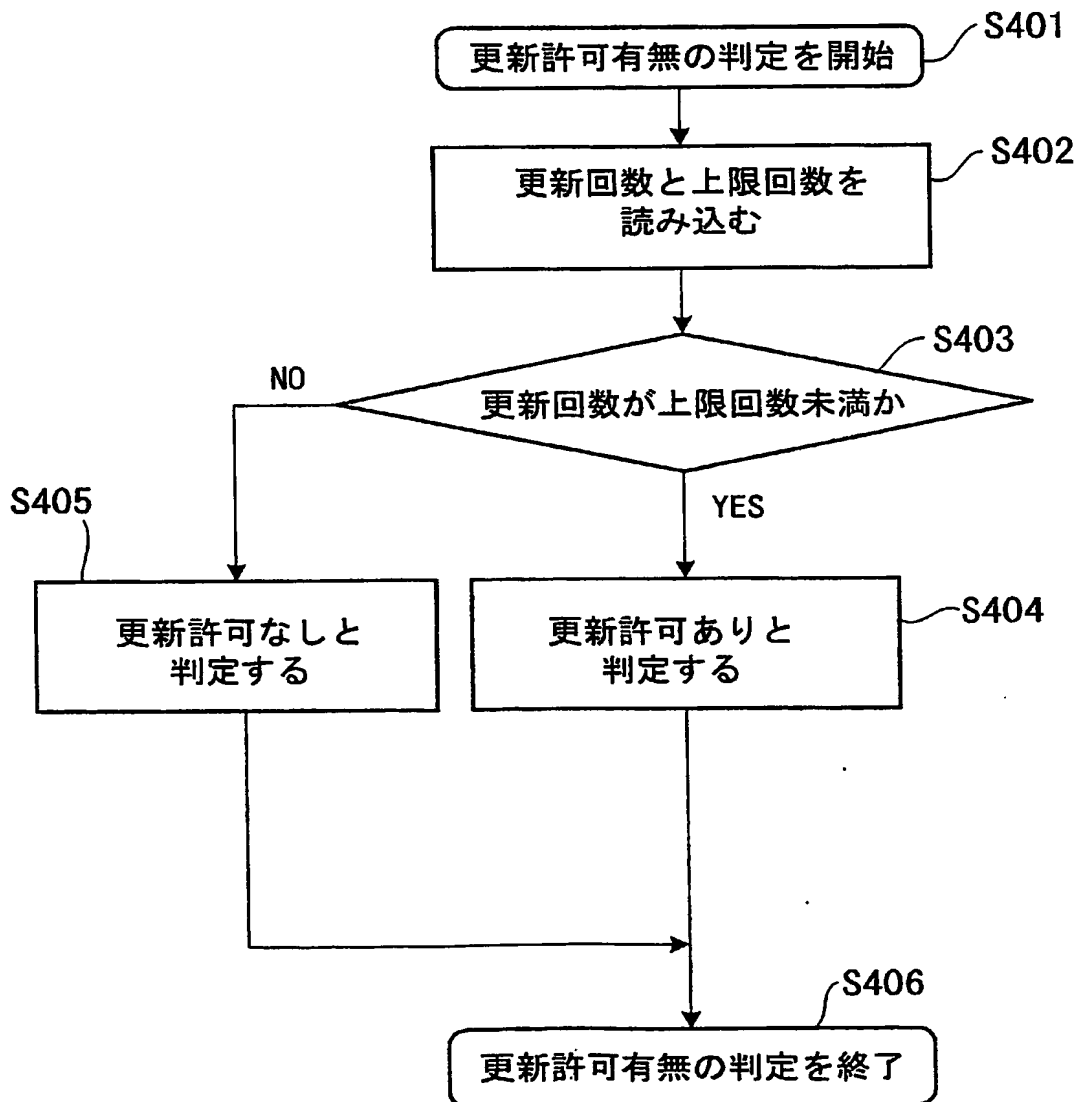 S401
更新許可有無の判定を開始
S402
更新回数と上限回数を
読み込む
S403
更新回数が上限回数未満か
NO
YES
S405
更新許可なしと
判定する
S404
更新許可ありと
判定する
S406
更新許可有無の判定を終了